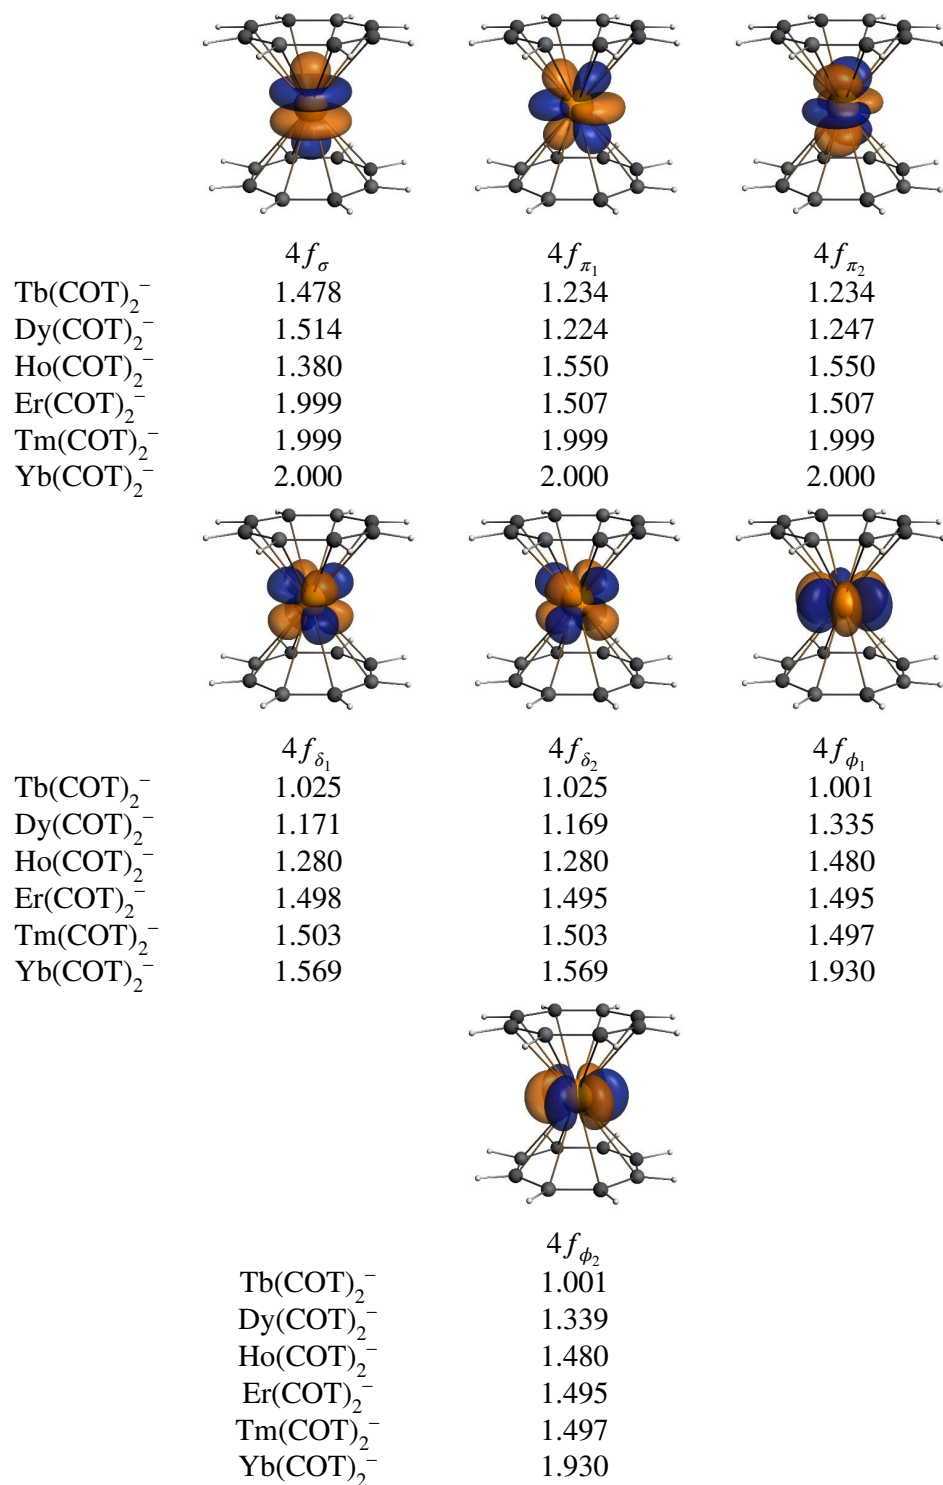 4f_σ 4f_π₁ 4f_π₂
Tb(COT)₂⁻ 1.478 1.234 1.234
Dy(COT)₂⁻ 1.514 1.224 1.247
Ho(COT)₂⁻ 1.380 1.550 1.550
Er(COT)₂⁻ 1.999 1.507 1.507
Tm(COT)₂⁻ 1.999 1.999 1.999
Yb(COT)₂⁻ 2.000 2.000 2.000
4f_δ₁ 4f_δ₂ 4f_ϕ₁
Tb(COT)₂⁻ 1.025 1.025 1.001
Dy(COT)₂⁻ 1.171 1.169 1.335
Ho(COT)₂⁻ 1.280 1.280 1.480
Er(COT)₂⁻ 1.498 1.495 1.495
Tm(COT)₂⁻ 1.503 1.503 1.497
Yb(COT)₂⁻ 1.569 1.569 1.930
4f_ϕ₂
Tb(COT)₂⁻ 1.001
Dy(COT)₂⁻ 1.339
Ho(COT)₂⁻ 1.480
Er(COT)₂⁻ 1.495
Tm(COT)₂⁻ 1.497
Yb(COT)₂⁻ 1.930